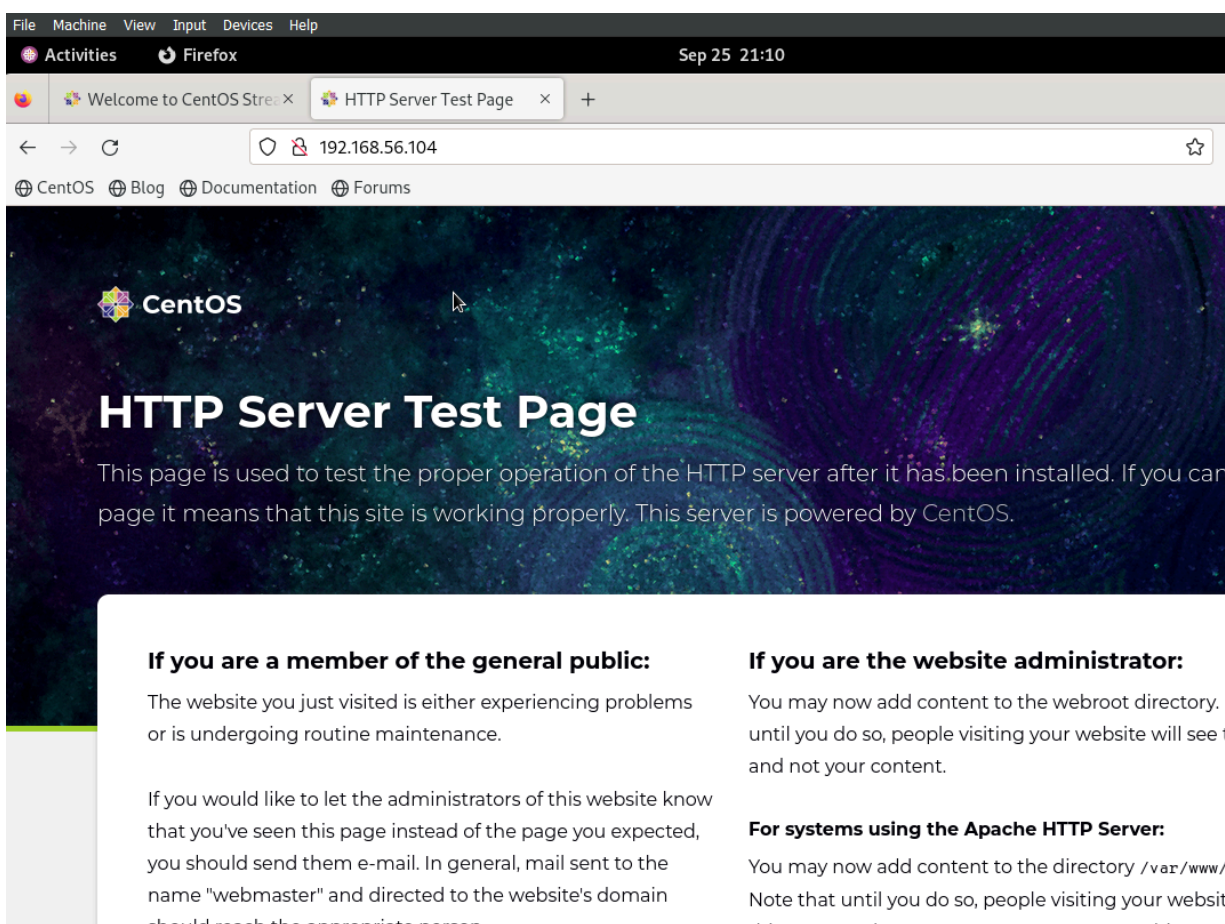 File Machine View Input Devices Help
Activities Firefox Sep 25 21:10
Welcome to CentOS Strea × HTTP Server Test Page × +
192.168.56.104
CentOS Blog Documentation Forums
CentOS
HTTP Server Test Page
This page is used to test the proper operation of the HTTP server after it has been installed. If you can
page it means that this site is working properly. This server is powered by CentOS.
If you are a member of the general public:
The website you just visited is either experiencing problems
or is undergoing routine maintenance.
If you would like to let the administrators of this website know
that you've seen this page instead of the page you expected,
you should send them e-mail. In general, mail sent to the
name "webmaster" and directed to the website's domain
should reach the appropriate person.
If you are the website administrator:
You may now add content to the webroot directory.
until you do so, people visiting your website will see
and not your content.
For systems using the Apache HTTP Server:
You may now add content to the directory /var/www/
Note that until you do so, people visiting your websit